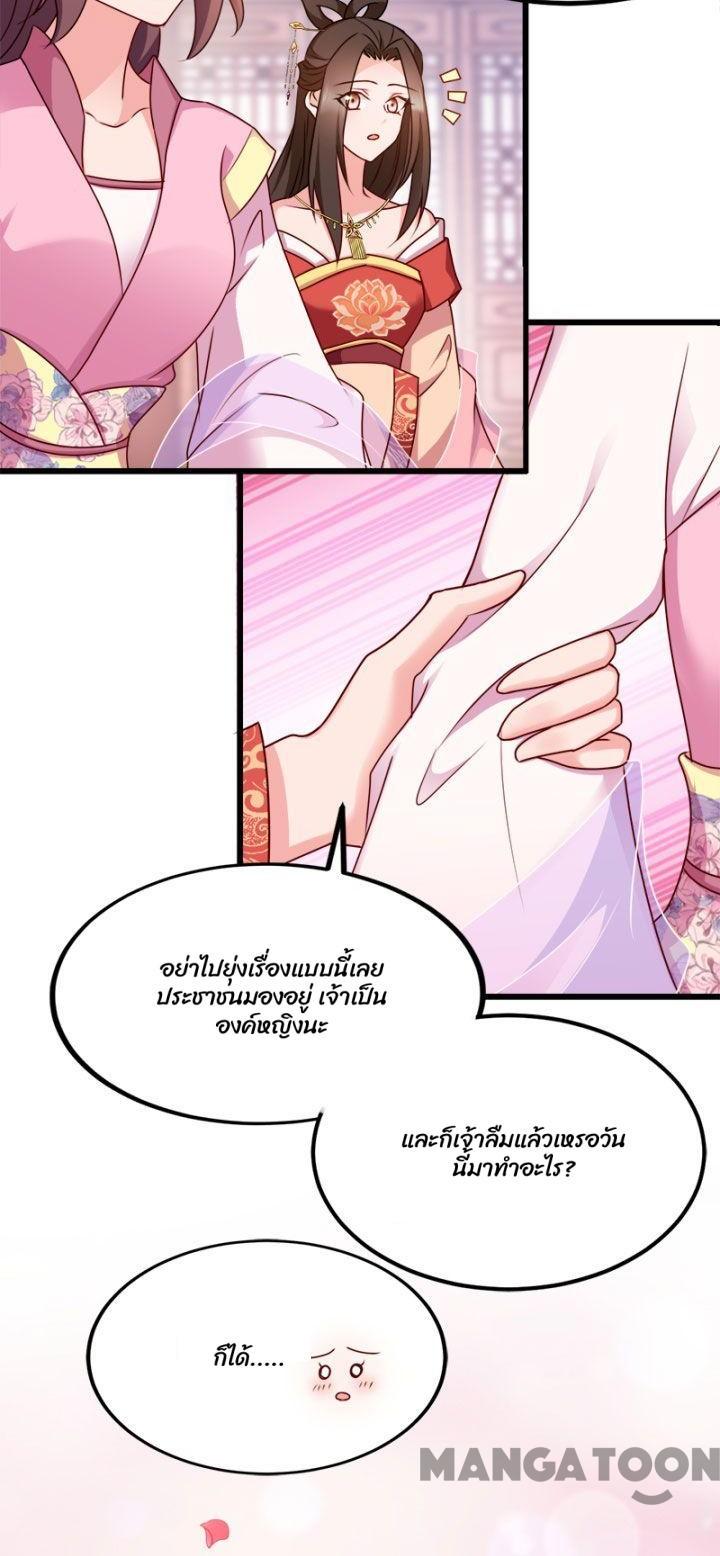 อย่าไปยุ่งเรื่องแบบนี้เลย
ประชาชนมองอยู่ เจ้าเป็น
องค์หญิงนะ
และก็เจ้าลืมแล้วเหรอวัน
นี้มาทำอะไร?
ก็ได้.....
MANGATOON